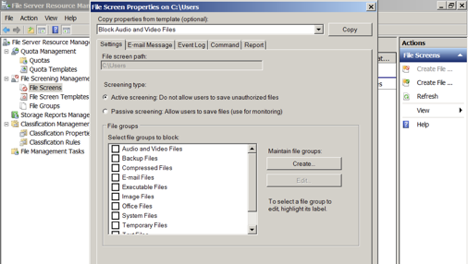 File Server Resource Man
File Screen Properties on C:\Users
File Action View Help
Copy properties from template (optional):
Block Audio and Video Files
Copy
File Server Resource Manag
Quota Management
Quotas
Quota Templates
File Screening Manageme
File Screens
File Screen Templates
File Groups
Storage Reports Manage
Classification Managemen
Classification Properti
Classification Rules
File Management Tasks
Settings E-mail Message Event Log Command Report
File screen path:
C:\Users
Screening type:
Active screening: Do not allow users to save unauthorized files
Passive screening: Allow users to save files (use for monitoring)
File groups
Select file groups to block:
Audio and Video Files
Backup Files
Compressed Files
E-mail Files
Executable Files
Image Files
Office Files
System Files
Temporary Files
Text Files
Maintain file groups:
Create...
Edit...
To select a file group to
edit, highlight its label.
Actions
File Screens
Create File ...
Create File ...
Refresh
View
Help